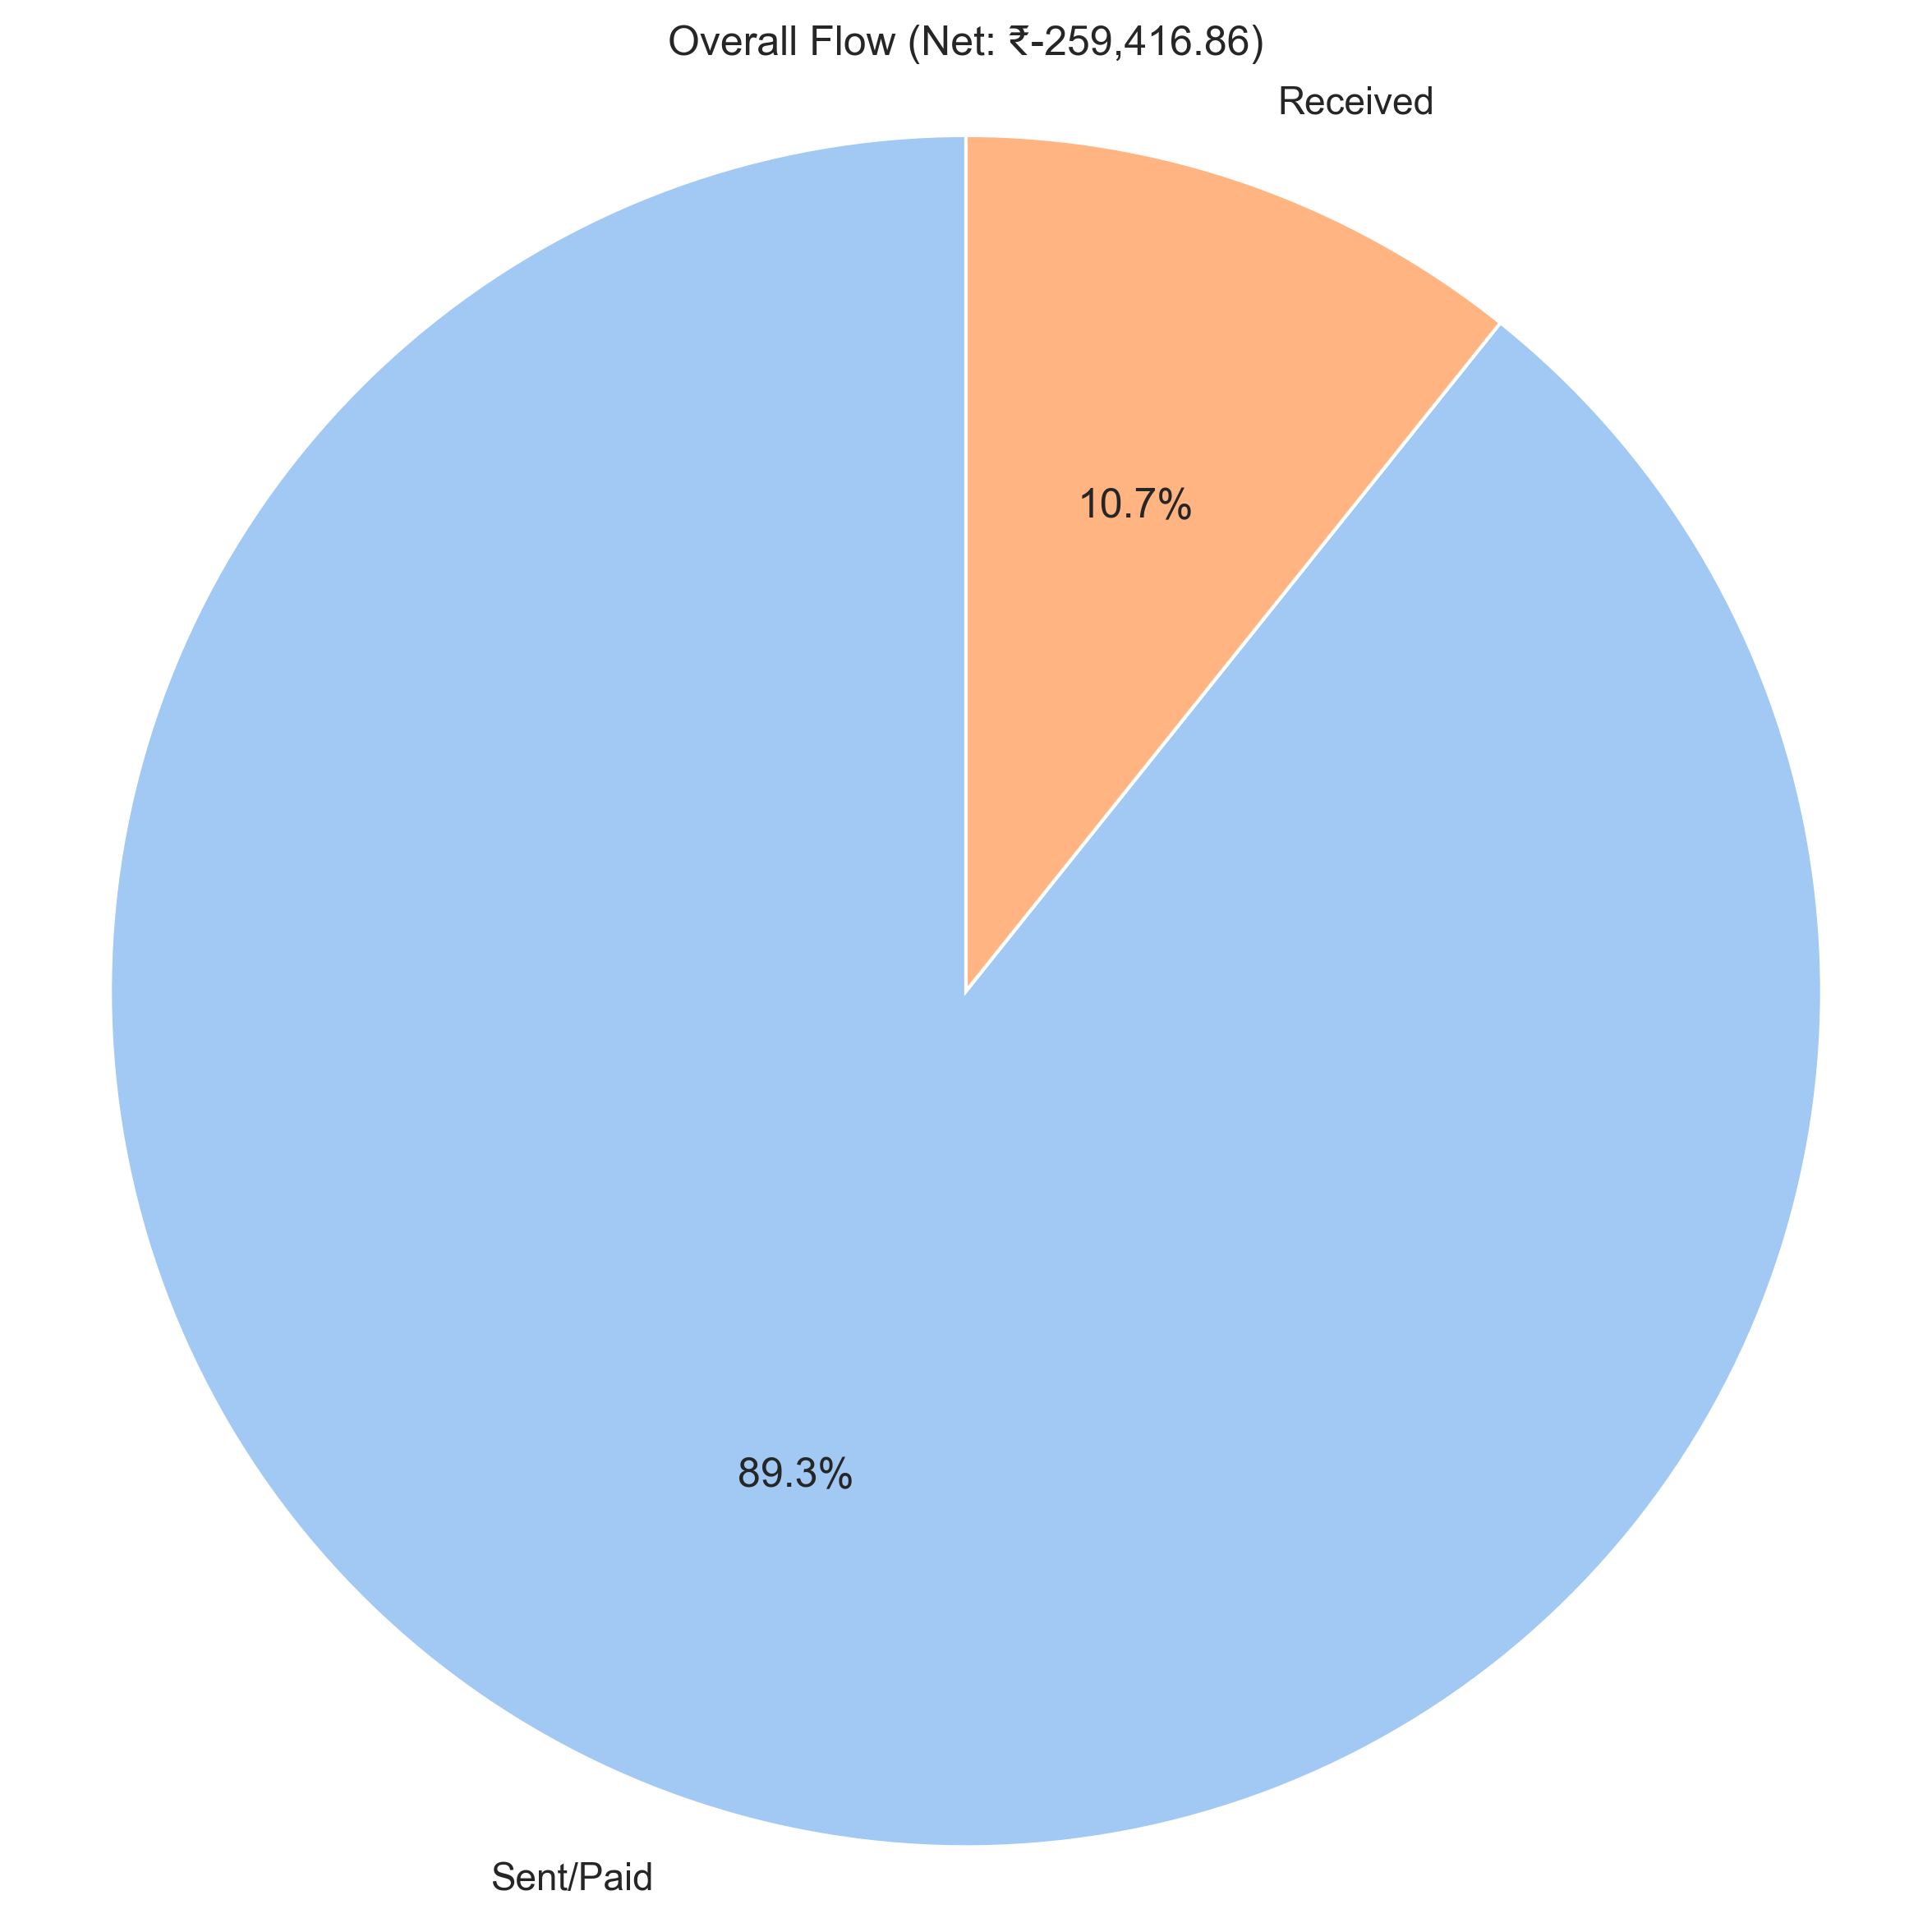 Overall Flow (Net: ₹-259,416.86)
Received
10.7%
89.3%
Sent/Paid